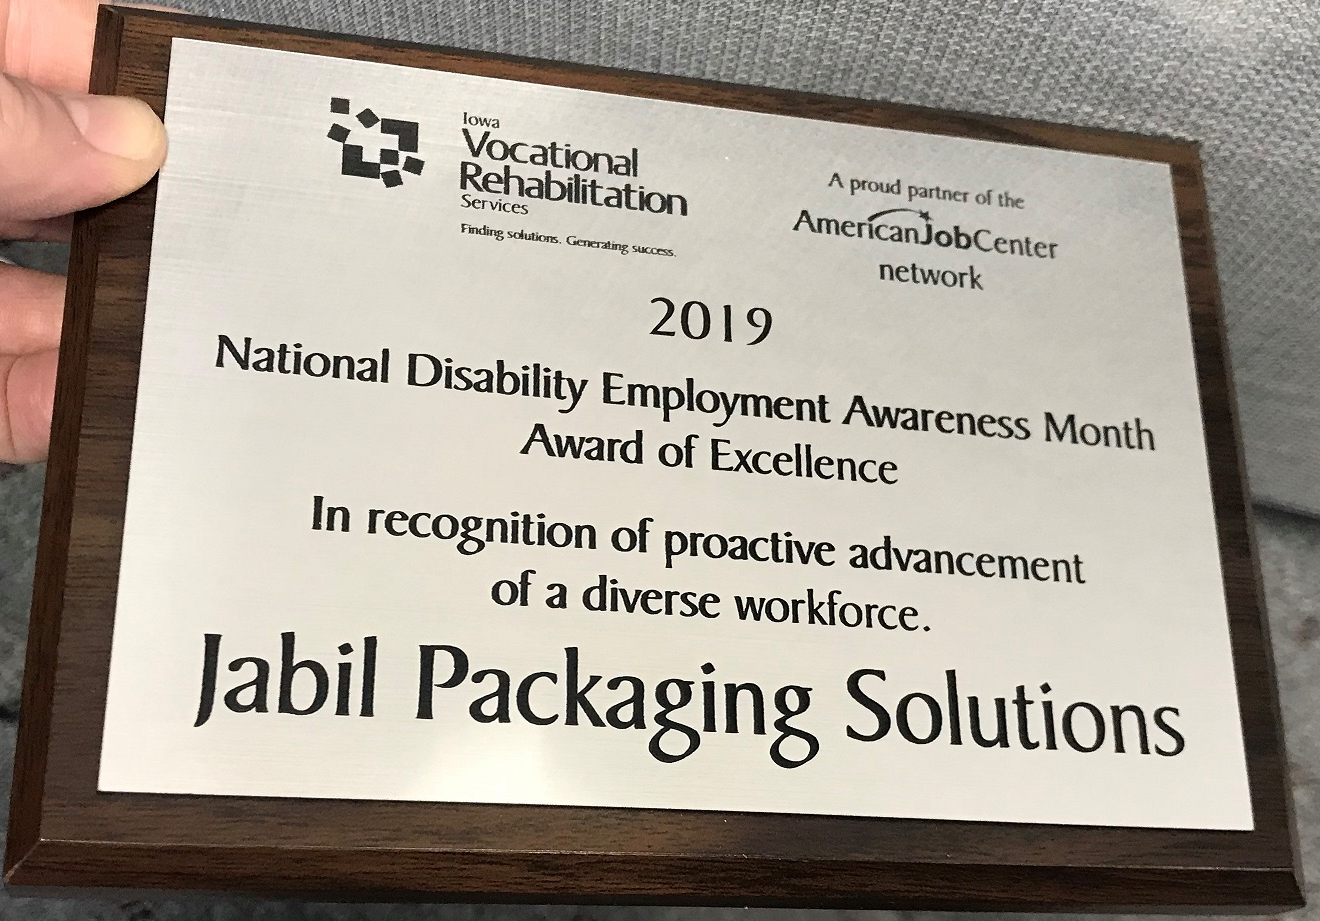 Iowa
Vocational
Rehabilitation
Services
Finding solutions. Generating success.
A proud partner of the
AmericanJobCenter
network
2019
National Disability Employment Awareness Month
Award of Excellence
In recognition of proactive advancement
of a diverse workforce.
Jabil Packaging Solutions